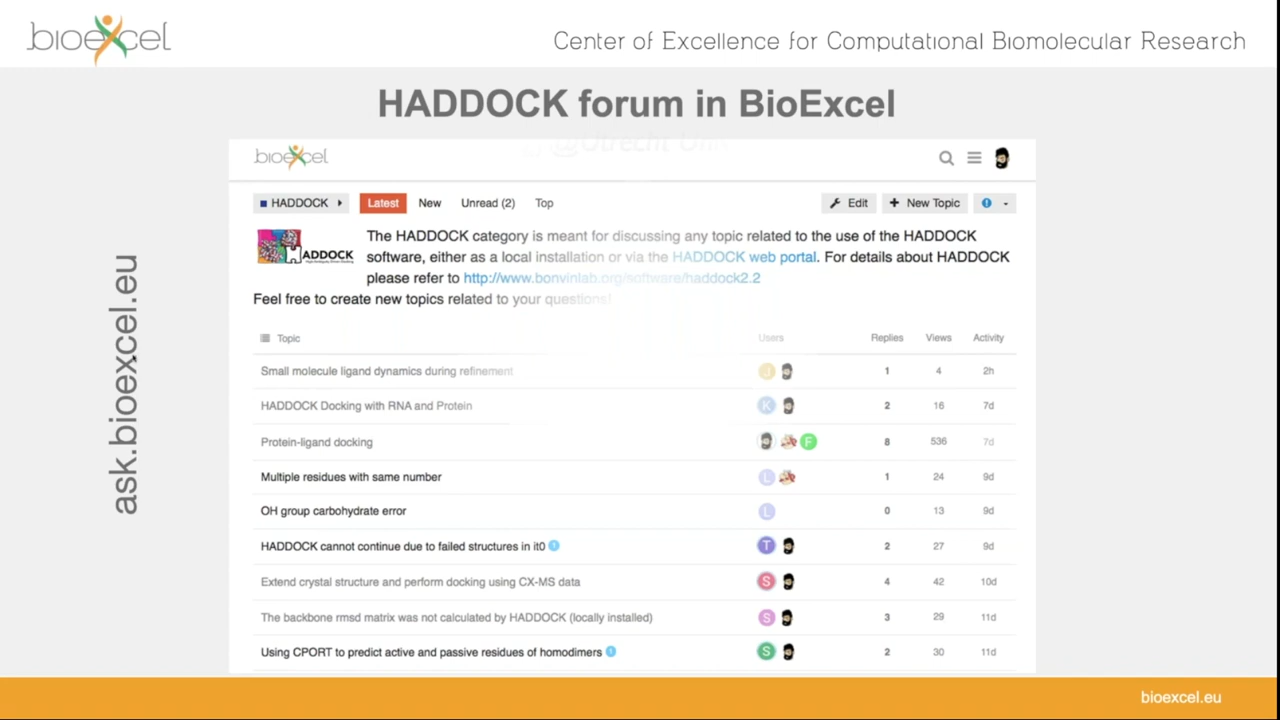 bioexcel
Center of Excellence for Computational Biomolecular Research
HADDOCK forum in BioExcel
@Utrecht
ask.bioexcel.eu
bioexcel
HADDOCK Latest New Unread (2) Top Edit + New Topic
ADDOCK
The HADDOCK category is meant for discussing any topic related to the use of the HADDOCK
software, either as a local installation or via the HADDOCK web portal. For details about HADDOCK
please refer to http://www.bonvinlab.org/software/haddock2.2
Feel free to create new topics related to your questions!
Topic Users Replies Views Activity
Small molecule ligand dynamics during refinement J 1 4 2h
HADDOCK Docking with RNA and Protein K 2 16 7d
Protein-ligand docking F 8 536 7d
Multiple residues with same number L 1 24 9d
OH group carbohydrate error L 0 13 9d
HADDOCK cannot continue due to failed structures in it0 1 T 2 27 9d
Extend crystal structure and perform docking using CX-MS data S 4 42 10d
The backbone rmsd matrix was not calculated by HADDOCK (locally installed) S 3 29 11d
Using CPORT to predict active and passive residues of homodimers 1 S 2 30 11d
bioexcel.eu